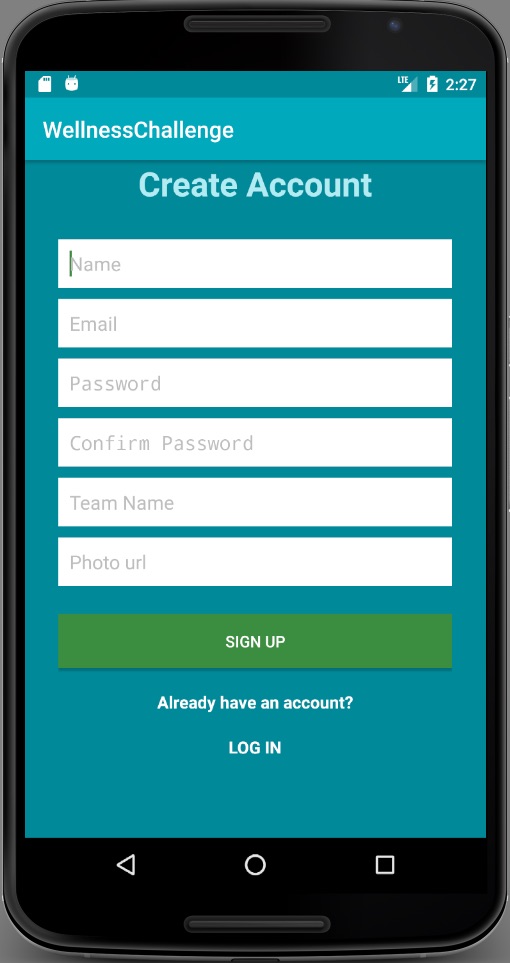 LTE 2:27
WellnessChallenge
Create Account
Name
Email
Password
Confirm Password
Team Name
Photo url
SIGN UP
Already have an account?
LOG IN